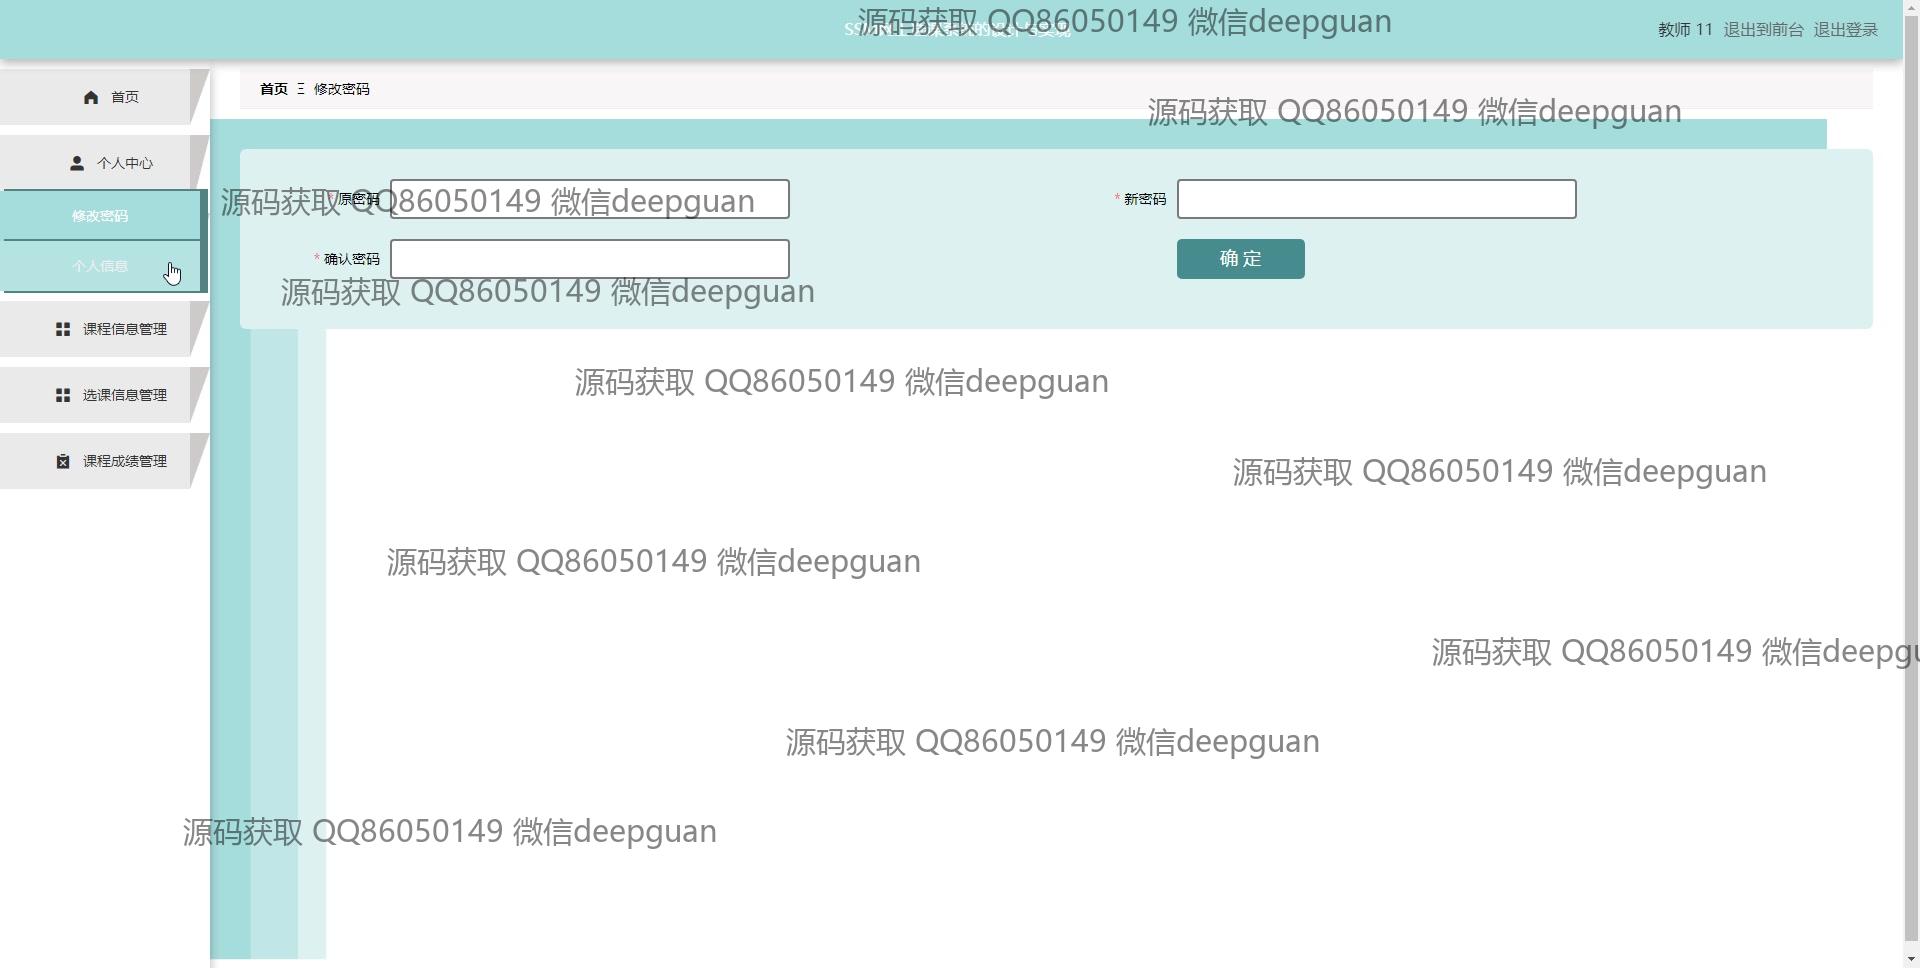 源码获取 QQ86050149 微信deepguan
教师 11 退出到前台 退出登录
首页
首页 Ξ 修改密码
源码获取 QQ86050149 微信deepguan
个人中心
源码获取 QQ86050149 微信deepguan
* 原密码
* 新密码
修改密码
* 确认密码
确 定
个人信息
源码获取 QQ86050149 微信deepguan
课程信息管理
源码获取 QQ86050149 微信deepguan
选课信息管理
课程成绩管理
源码获取 QQ86050149 微信deepguan
源码获取 QQ86050149 微信deepguan
源码获取 QQ86050149 微信deepgu
源码获取 QQ86050149 微信deepguan
源码获取 QQ86050149 微信deepguan